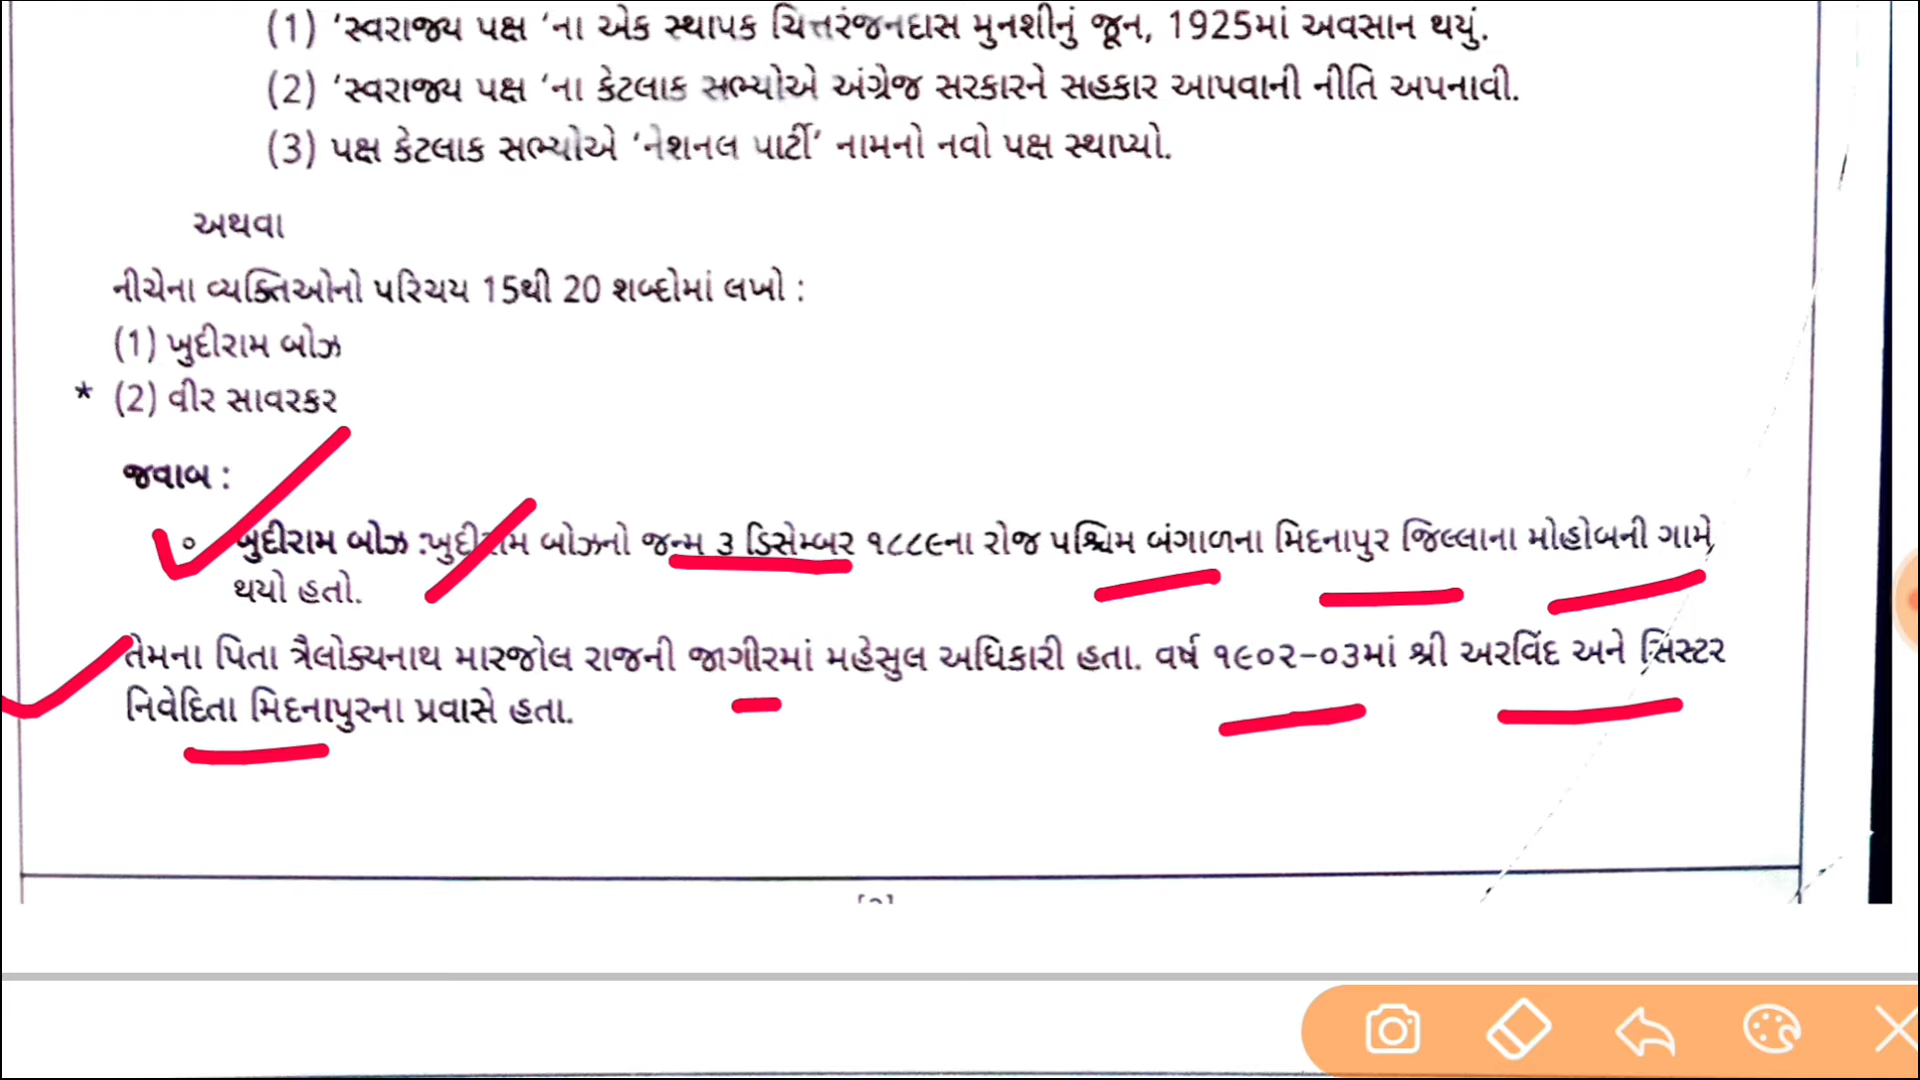 (1) ‘સ્વરાજ્ય પક્ષ ‘ના એક સ્થાપક ચિત્તરંજનદાસ મુનશીનું જૂન, 1925માં અવસાન થયું.
(2) ‘સ્વરાજ્ય પક્ષ ‘ના કેટલાક સભ્યોએ અંગ્રેજ સરકારને સહકાર આપવાની નીતિ અપનાવી.
(3) પક્ષ કેટલાક સભ્યોએ ‘નેશનલ પાર્ટી’ નામનો નવો પક્ષ સ્થાપ્યો.
અથવા
નીચેના વ્યક્તિઓનો પરિચય 15થી 20 શબ્દોમાં લખો :
(1) ખુદીરામ બોઝ
* (2) વીર સાવરકર
જવાબ :
ખુદીરામ બોઝ :ખુદીરામ બોઝનો જન્મ ૩ ડિસેમ્બર ૧૮૮૯ના રોજ પશ્ચિમ બંગાળના મિદનાપુર જિલ્લાના મોહોબની ગામે
થયો હતો.
તેમના પિતા ત્રૈલોક્યનાથ મારજોલ રાજની જાગીરમાં મહેસુલ અધિકારી હતા. વર્ષ ૧૯૦૨-૦૩માં શ્રી અરવિંદ અને સિસ્ટર
નિવેદિતા મિદનાપુરના પ્રવાસે હતા.